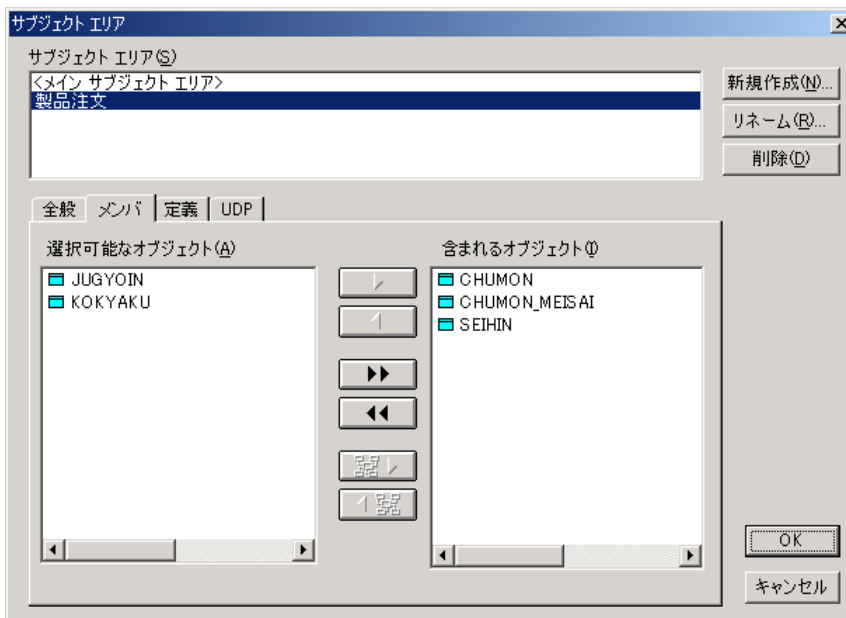 サブジェクト エリア
サブジェクト エリア(S)
<メイン サブジェクト エリア>
製品注文
新規作成(N)...
リネーム(R)...
削除(D)
全般 メンバ 定義 UDP
選択可能なオブジェクト(A)
含まれるオブジェクト(I)
JUGYOIN
KOKYAKU
CHUMON
CHUMON_MEISAI
SEIHIN
OK
キャンセル